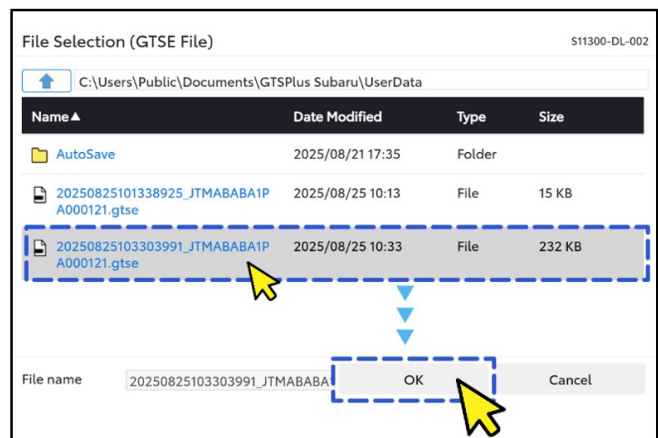 File Selection (GTSE File) S11300-DL-002
C:\Users\Public\Documents\GTSPlus Subaru\UserData
Name▲ Date Modified Type Size
AutoSave 2025/08/21 17:35 Folder
20250825101338925_JTMABABA1P 2025/08/25 10:13 File 15 KB
A000121.gtse
20250825103303991_JTMABABA1P 2025/08/25 10:33 File 232 KB
A000121.gtse
File name 20250825103303991_JTMABABA OK Cancel